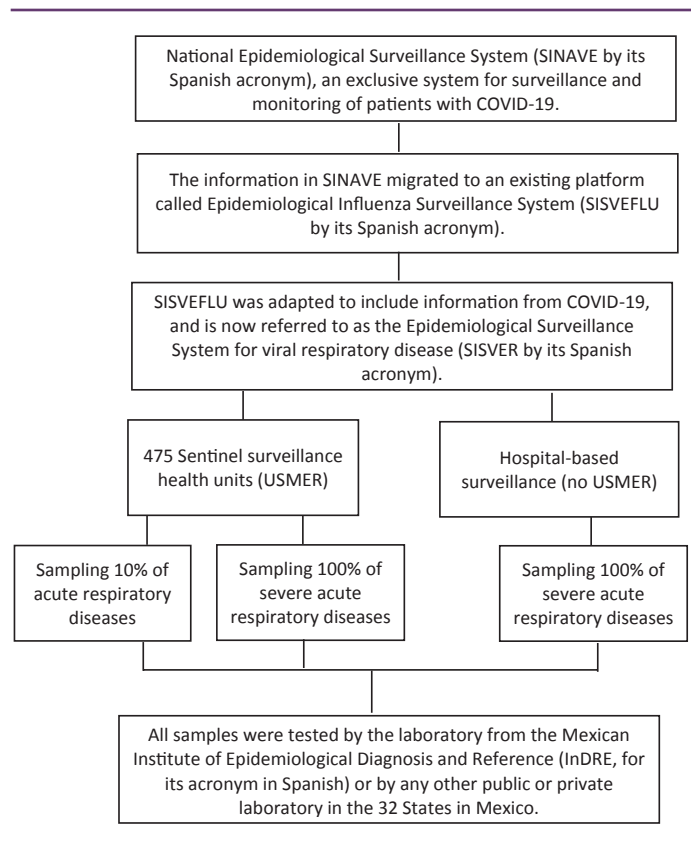 National Epidemiological Surveillance System (SINAVE by its
Spanish acronym), an exclusive system for surveillance and
monitoring of patients with COVID-19.
The information in SINAVE migrated to an existing platform
called Epidemiological Influenza Surveillance System (SISVEFLU
by its Spanish acronym).
SISVEFLU was adapted to include information from COVID-19,
and is now referred to as the Epidemiological Surveillance
System for viral respiratory disease (SISVER by its Spanish
acronym).
475 Sentinel surveillance
health units (USMER)
Hospital-based
surveillance (no USMER)
Sampling 10% of
acute respiratory
diseases
Sampling 100% of
severe acute
respiratory diseases
Sampling 100% of
severe acute
respiratory diseases
All samples were tested by the laboratory from the Mexican
Institute of Epidemiological Diagnosis and Reference (InDRE, for
its acronym in Spanish) or by any other public or private
laboratory in the 32 States in Mexico.